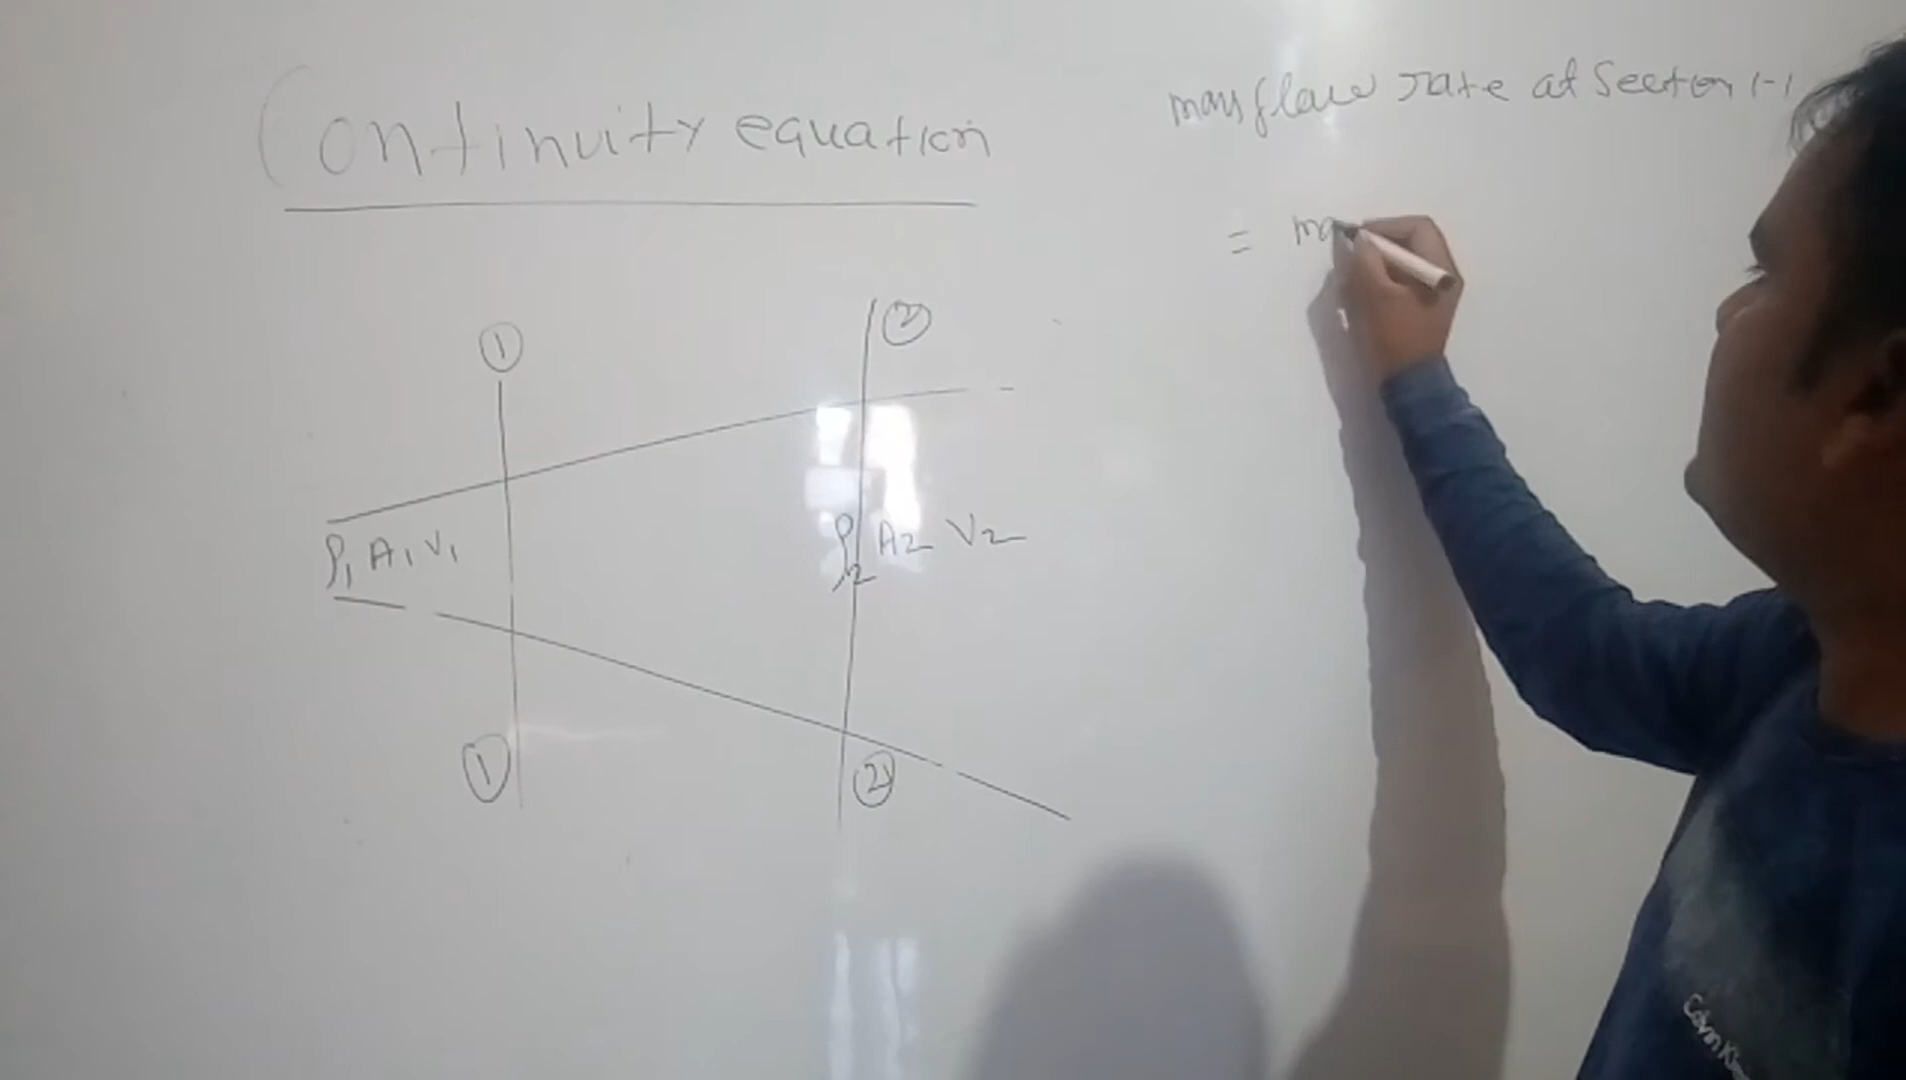 Continuity equation
mass flow rate at Section 1-1
= ma
1
2
ρ1 A1 V1
ρ2 A2 V2
1
2